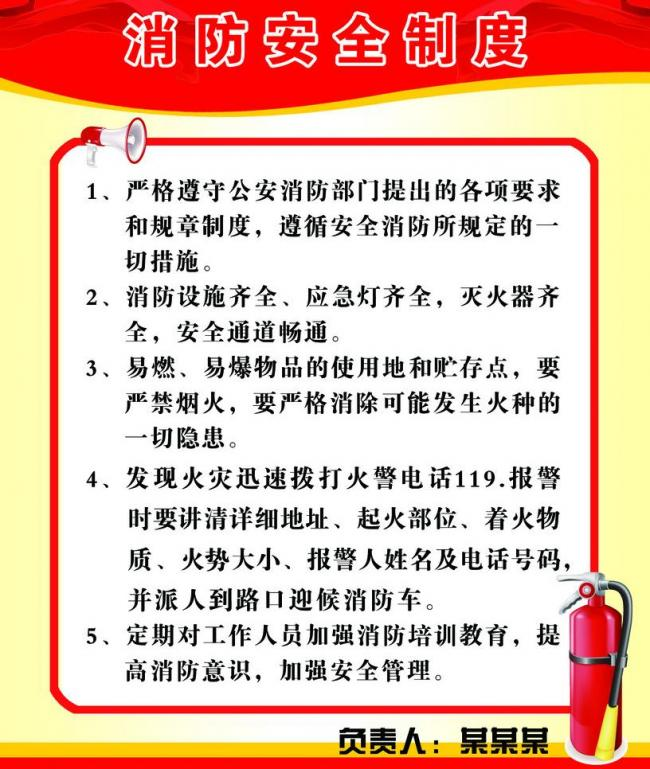 消防安全制度
1、严格遵守公安消防部门提出的各项要求
和规章制度，遵循安全消防所规定的一
切措施。
2、消防设施齐全、应急灯齐全，灭火器齐
全，安全通道畅通。
3、易燃、易爆物品的使用地和贮存点，要
严禁烟火，要严格消除可能发生火种的
一切隐患。
4、发现火灾迅速拨打火警电话119.报警
时要讲清详细地址、起火部位、着火物
质、火势大小、报警人姓名及电话号码，
并派人到路口迎候消防车。
5、定期对工作人员加强消防培训教育，提
高消防意识，加强安全管理。
负责人：某某某